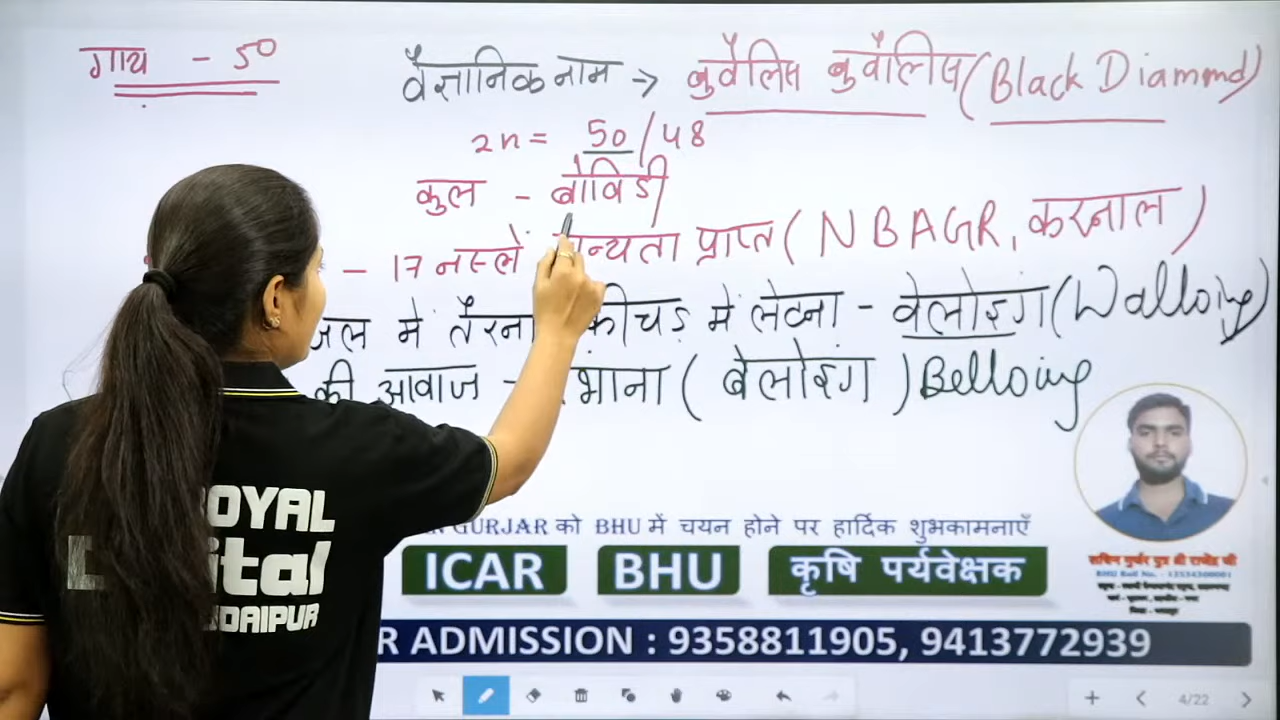 गाय - 50
वैज्ञानिक नाम → बुवैलिस बुवैलिस (Black Diamond)
2n = 50/48
कुल - बोविडी
- 17 नस्लें मान्यता प्राप्त (NBAGR, करनाल)
जल में तैरना कीचड़ में लेटना - वेलोइंग (Walloing)
की आवाज - रंभाना (बेलोइंग) Belloing
GURJAR को BHU में चयन होने पर हार्दिक शुभकामनाएँ
ICAR BHU कृषि पर्यवेक्षक
R ADMISSION : 9358811905, 9413772939
OYAL
ital
DAIPUR
4/22